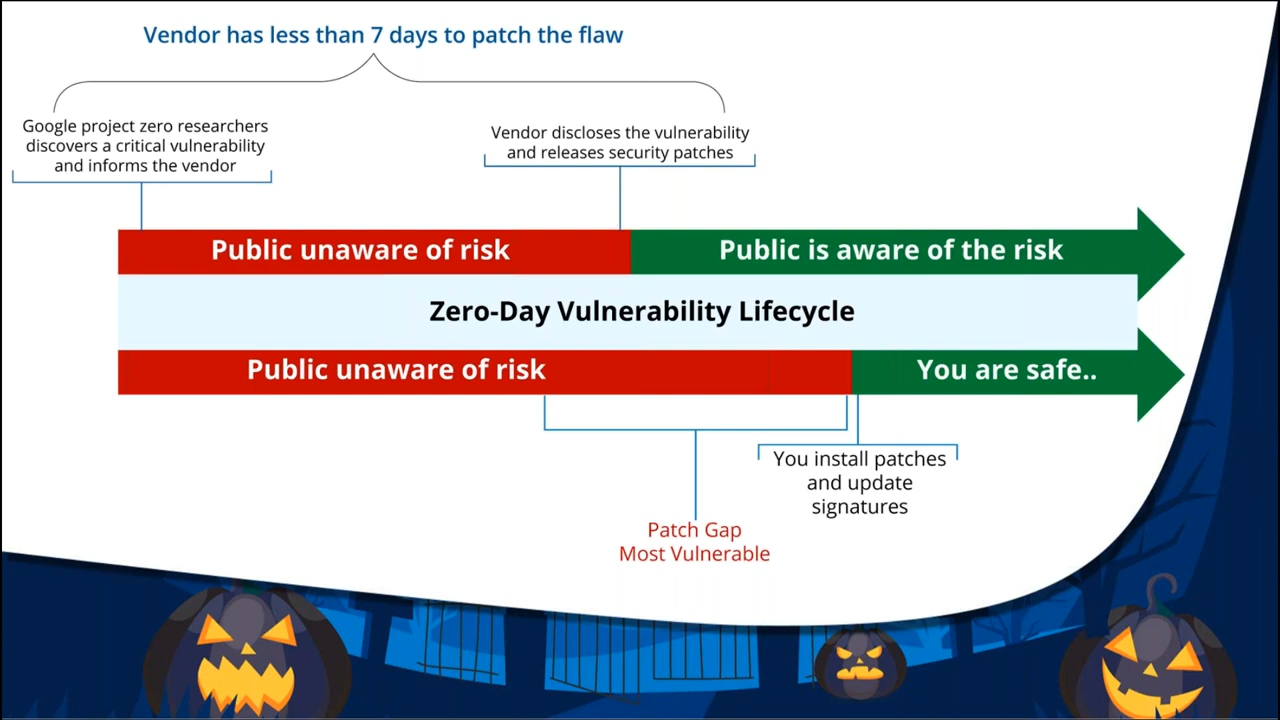 Vendor has less than 7 days to patch the flaw
Google project zero researchers
discovers a critical vulnerability
and informs the vendor
Vendor discloses the vulnerability
and releases security patches
Public unaware of risk
Public is aware of the risk
Zero-Day Vulnerability Lifecycle
Public unaware of risk
You are safe..
You install patches
and update
signatures
Patch Gap
Most Vulnerable